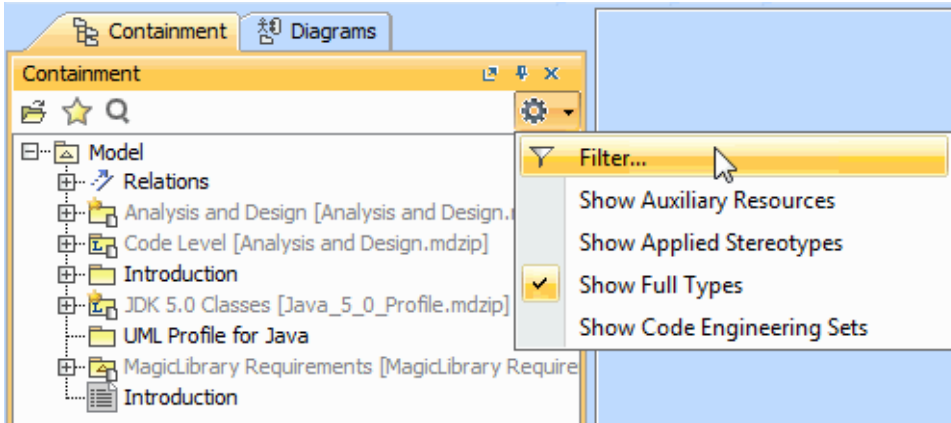 Containment Diagrams
Containment
Model
Filter...
Relations
Show Auxiliary Resources
Analysis and Design [Analysis and Design.
Show Applied Stereotypes
Code Level [Analysis and Design.mdzip]
Introduction
Show Full Types
JDK 5.0 Classes [Java_5_0_Profile.mdzip]
Show Code Engineering Sets
UML Profile for Java
MagicLibrary Requirements [MagicLibrary Require
Introduction